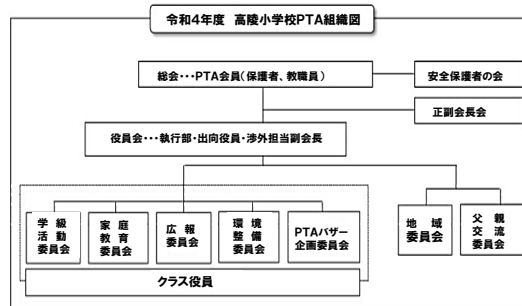 令和4年度 高陵小学校PTA組織図
総会・・・PTA会員（保護者、教職員）
安全保護者の会
正副会長会
役員会・・・執行部・出向役員・渉外担当副会長
学級
活動
委員会
家庭
教育
委員会
広報
委員会
環境
整備
委員会
PTAバザー
企画委員会
地域
委員会
父親
交流
委員会
クラス役員